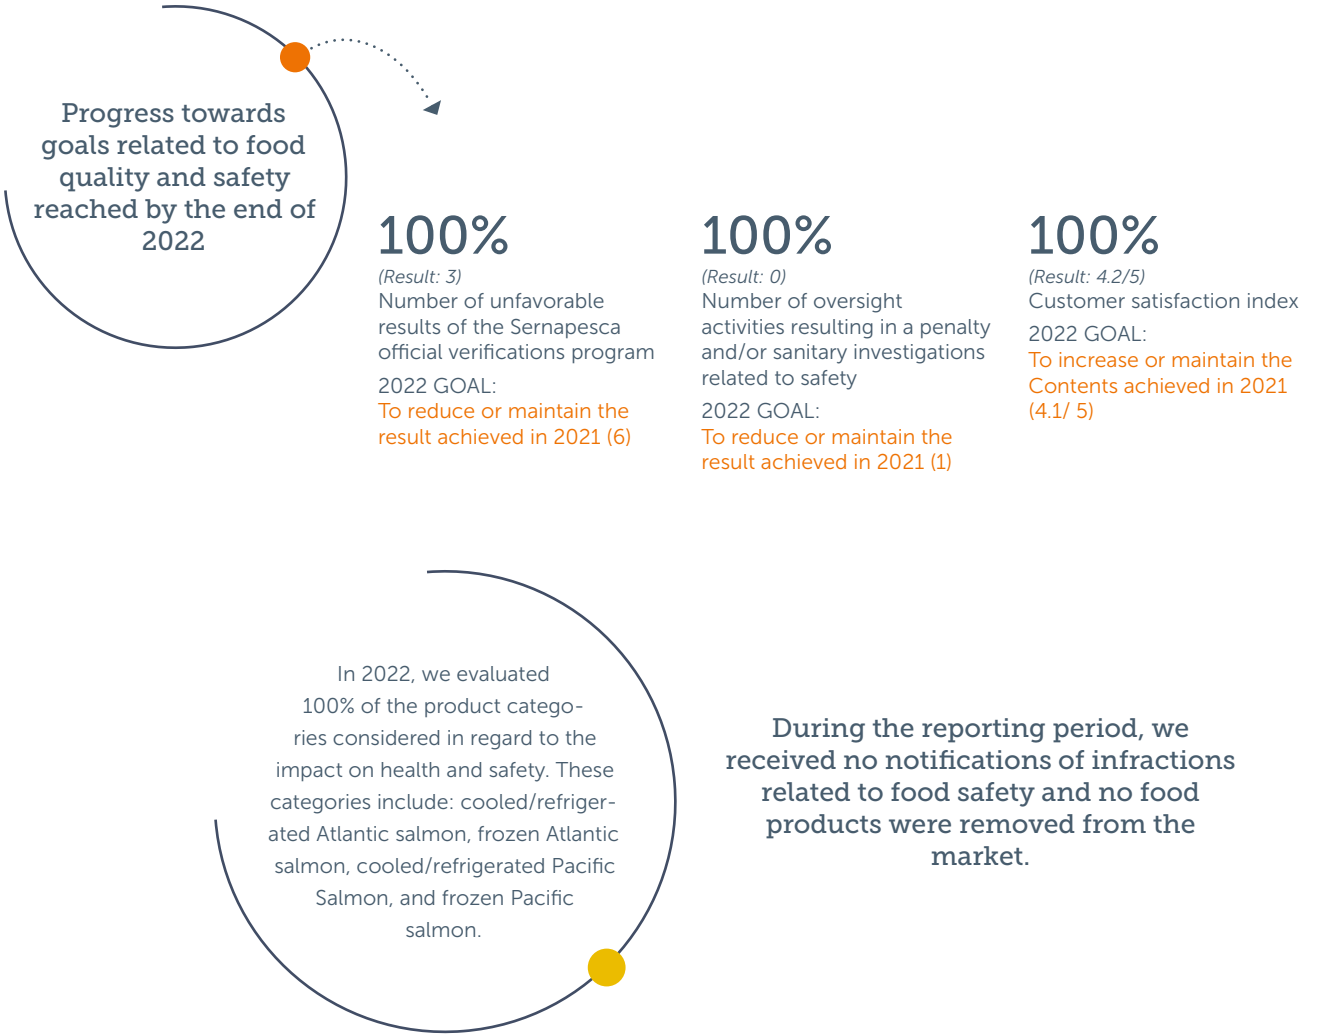 Progress towards
goals related to food
quality and safety
reached by the end of
2022
100%
(Result: 3)
Number of unfavorable
results of the Sernapesca
official verifications program
2022 GOAL:
To reduce or maintain the
result achieved in 2021 (6)
100%
(Result: 0)
Number of oversight
activities resulting in a penalty
and/or sanitary investigations
related to safety
2022 GOAL:
To reduce or maintain the
result achieved in 2021 (1)
100%
(Result: 4.2/5)
Customer satisfaction index
2022 GOAL:
To increase or maintain the
Contents achieved in 2021
(4.1/ 5)
In 2022, we evaluated
100% of the product catego-
ries considered in regard to the
impact on health and safety. These
categories include: cooled/refriger-
ated Atlantic salmon, frozen Atlantic
salmon, cooled/refrigerated Pacific
Salmon, and frozen Pacific
salmon.
During the reporting period, we
received no notifications of infractions
related to food safety and no food
products were removed from the
market.